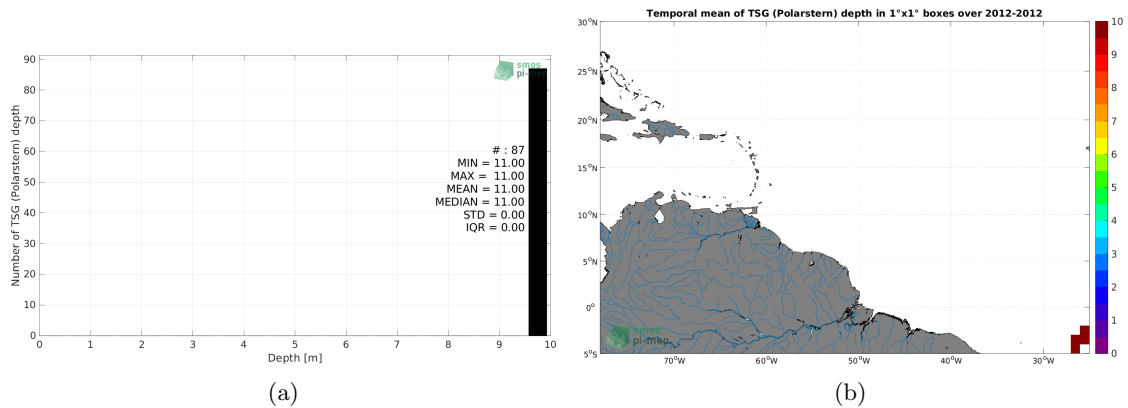 90
80
70
60
50
40
30
20
10
0
Number of TSG (Polarstern) depth
smos
pi-mep
# : 87
MIN = 11.00
MAX = 11.00
MEAN = 11.00
MEDIAN = 11.00
STD = 0.00
IQR = 0.00
0 1 2 3 4 5 6 7 8 9 10
Depth [m]
(a)
Temporal mean of TSG (Polarstern) depth in 1°x1° boxes over 2012-2012
30°N
25°N
20°N
15°N
10°N
5°N
0°
5°S
smos
pi-mep
70°W 60°W 50°W 40°W 30°W
10
9
8
7
6
5
4
3
2
1
0
(b)